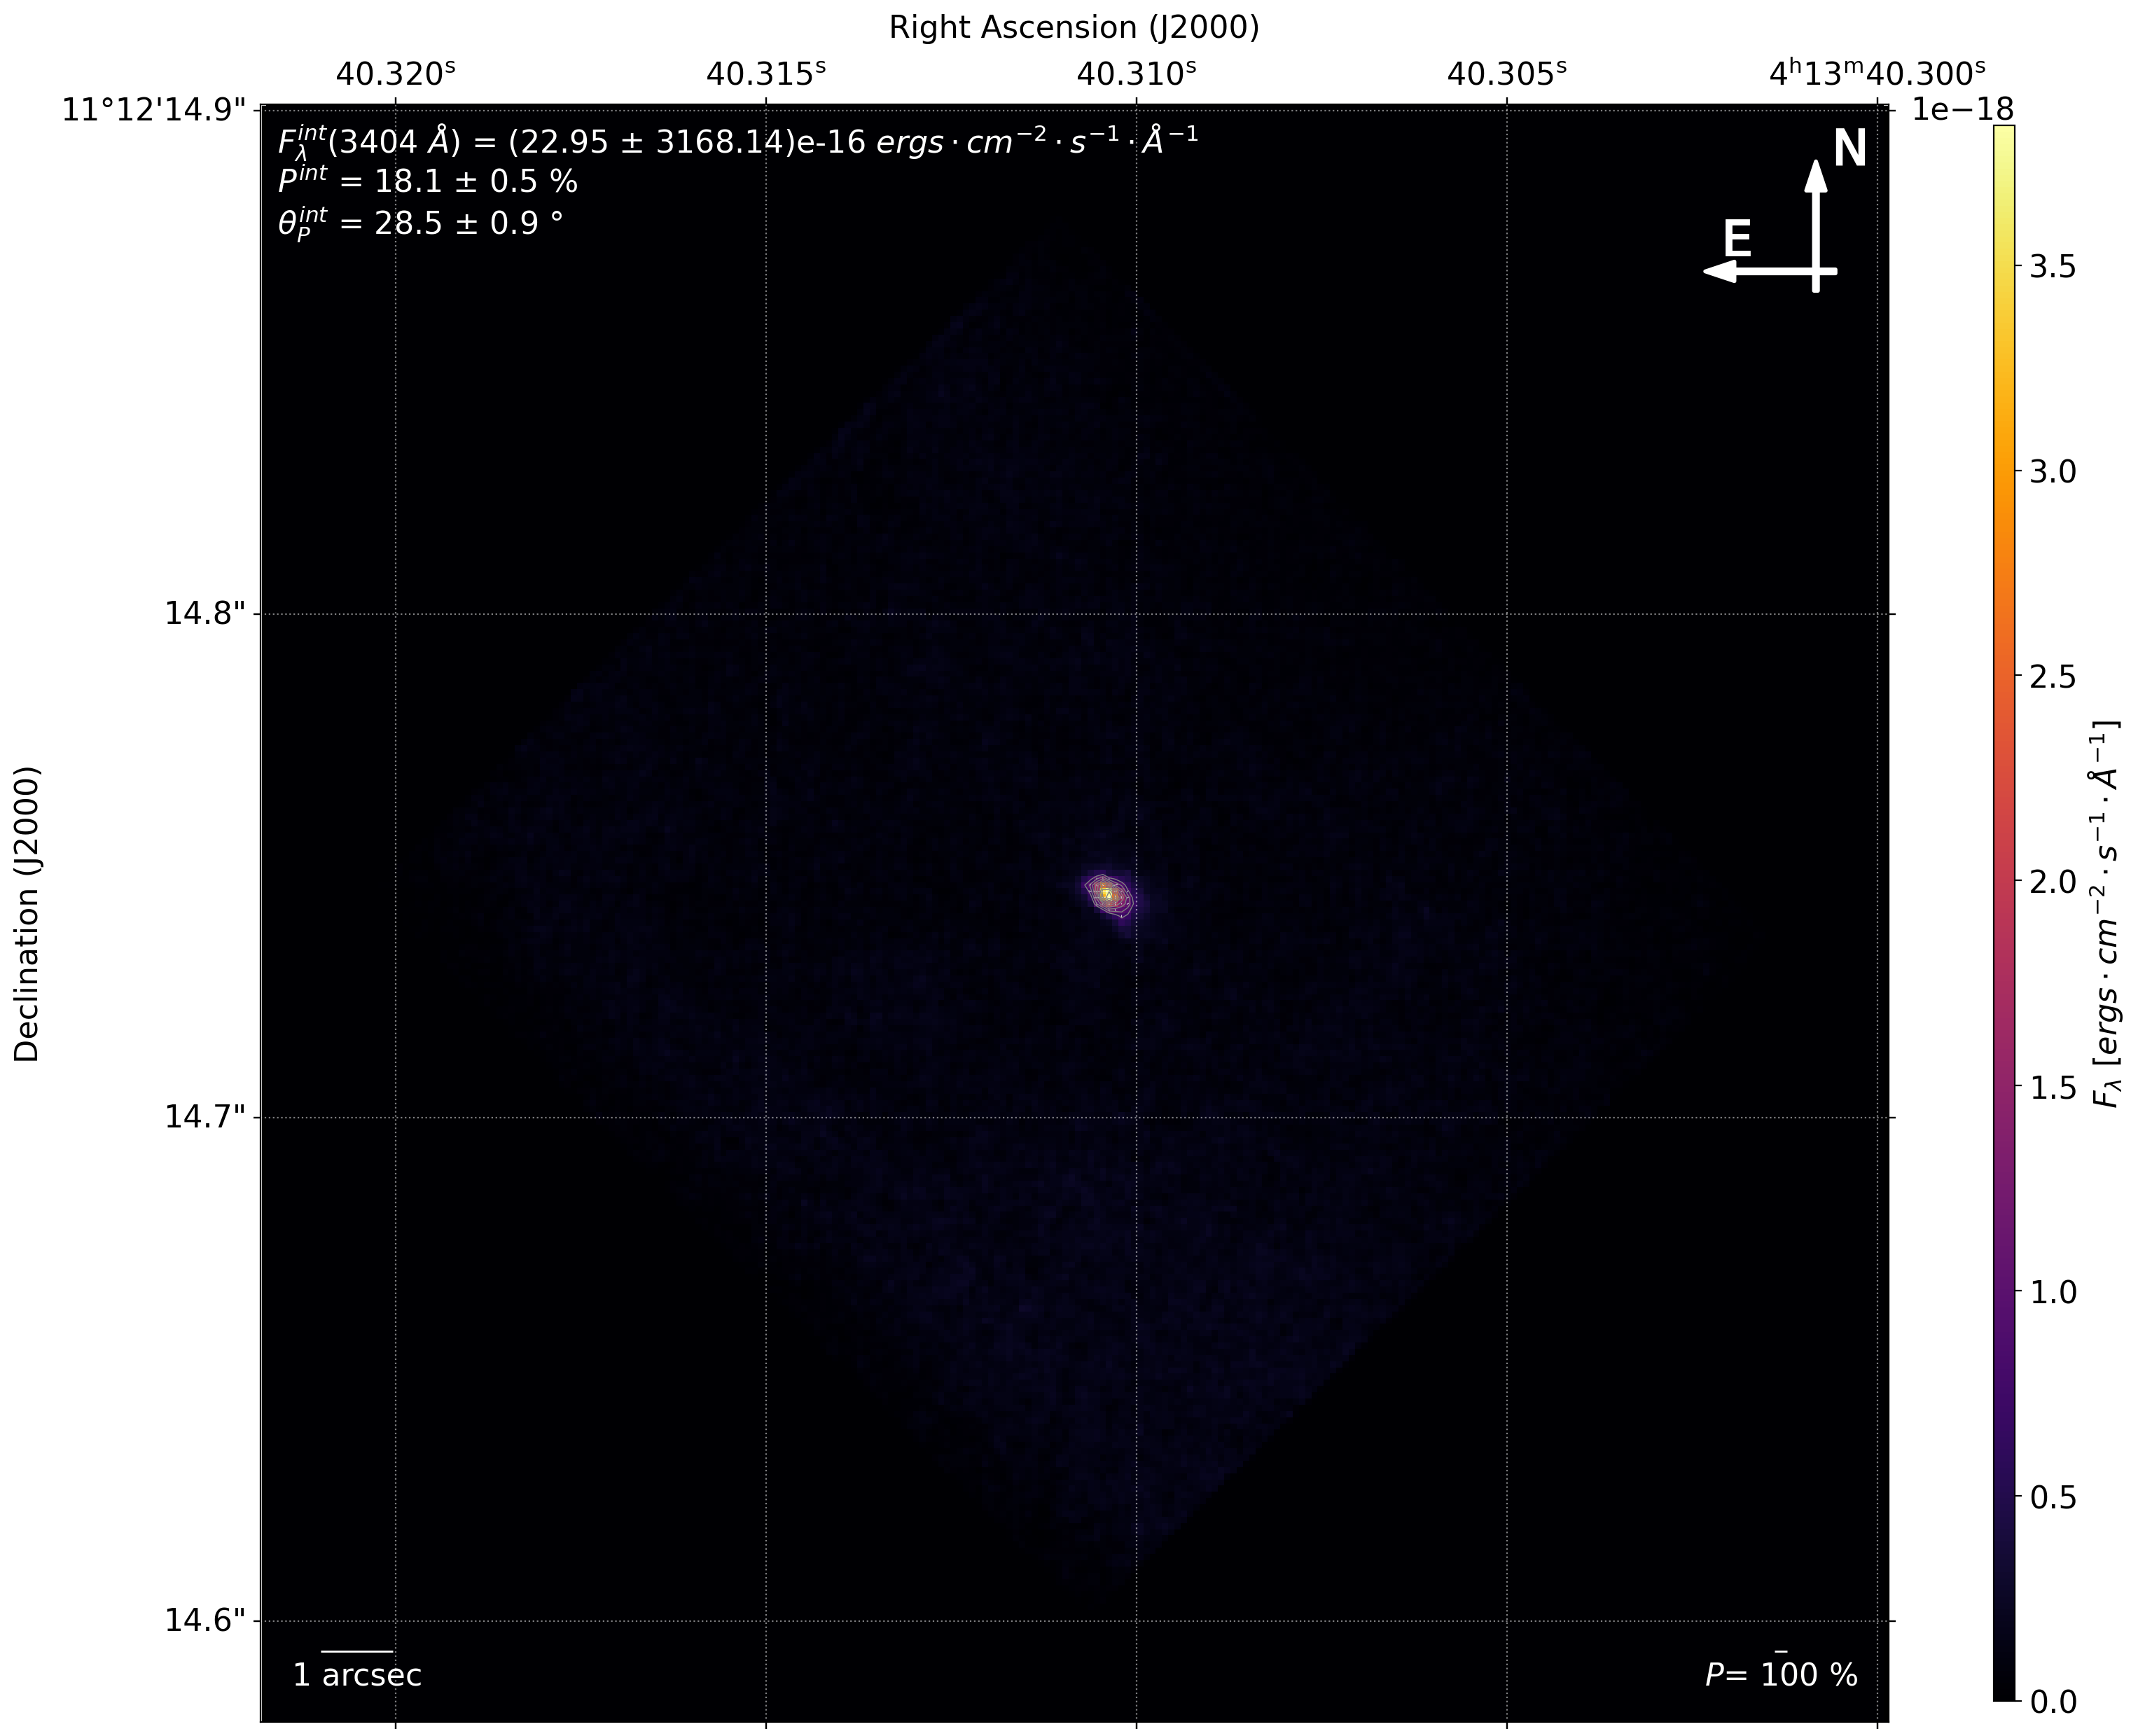 Right Ascension (J2000)
40.320ˢ 40.315ˢ 40.310ˢ 40.305ˢ 4ʰ13ᵐ40.300ˢ
11°12'14.9"
1e−18
F_λ^int(3404 Å) = (22.95 ± 3168.14)e-16 ergs · cm⁻² · s⁻¹ · Å⁻¹
P^int = 18.1 ± 0.5 %
θ_P^int = 28.5 ± 0.9 °
N
E
3.5
3.0
14.8"
2.5
2.0
Declination (J2000)
F_λ [ergs · cm⁻² · s⁻¹ · Å⁻¹]
14.7"
1.5
1.0
0.5
14.6"
1 arcsec
P= 100 %
0.0